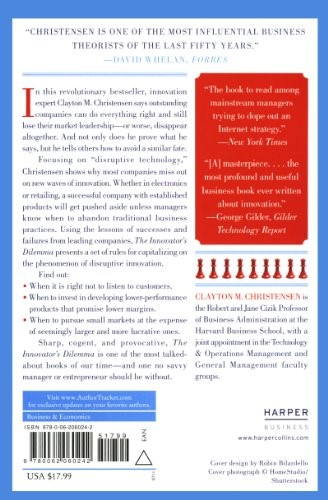 "CHRISTENSEN IS ONE OF THE MOST INFLUENTIAL BUSINESS
THEORISTS OF THE LAST FIFTY YEARS."
—DAVID WHELAN, FORBES
In this revolutionary bestseller, innovation
expert Clayton M. Christensen says outstanding
companies can do everything right and still
lose their market leadership—or worse, disappear
altogether. And not only does he prove what he
says, but he tells others how to avoid a similar fate.
Focusing on "disruptive technology,"
Christensen shows why most companies miss out
on new waves of innovation. Whether in electronics
or retailing, a successful company with established
products will get pushed aside unless managers
know when to abandon traditional business
practices. Using the lessons of successes and
failures from leading companies, The Innovator's
Dilemma presents a set of rules for capitalizing on
the phenomenon of disruptive innovation.
Find out:
• When it is right not to listen to customers,
• When to invest in developing lower-performance
products that promise lower margins.
• When to pursue small markets at the expense
of seemingly larger and more lucrative ones.
Sharp, cogent, and provocative, The
Innovator's Dilemma is one of the most talked-
about books of our time—and one no savvy
manager or entrepreneur should be without.
"The book to read among
mainstream managers
trying to dope out an
Internet strategy."
—New York Times
"[A] masterpiece. . . . the
most profound and useful
business book ever
written about innovation."
—George Gilder, Gilder
Technology Report
CLAYTON M. CHRISTENSEN is
the Robert and Jane Cizik Professor
of Business Administration at the
Harvard Business School, with a
joint appointment in the Technology
& Operations Management and
General Management faculty
groups.
Visit www.AuthorTracker.com
for exclusive updates on your favorite authors.
Business & Economics
ISBN 978-0-06-206024-2
51799
EAN
9 780062 060242
USA $17.99
HARPER
BUSINESS
www.harpercollins.com
Cover design by Robin Bilardello
Cover photograph © HomeStudio/
Shutterstock